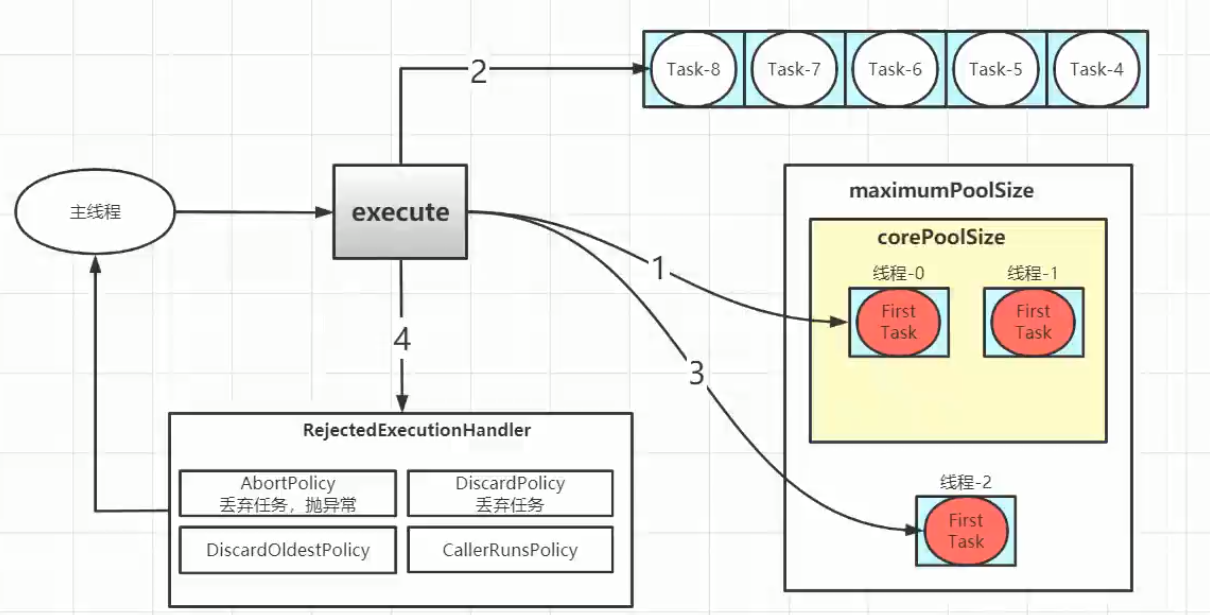 2
Task-8
Task-7
Task-6
Task-5
Task-4
主线程
execute
maximumPoolSize
corePoolSize
线程-0
线程-1
1
First
Task
First
Task
4
3
RejectedExecutionHandler
AbortPolicy
丢弃任务，抛异常
DiscardPolicy
丢弃任务
DiscardOldestPolicy
CallerRunsPolicy
线程-2
First
Task